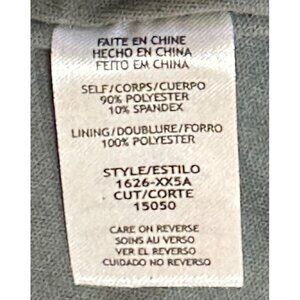 FAITE EN CHINE
HECHO EN CHINA
FEITO EM CHINA
SELF/CORPS/CUERPO
90% POLYESTER
10% SPANDEX
LINING/DOUBLURE/FORRO
100% POLYESTER
STYLE/ESTILO
1626-XX5A
CUT/CORTE
15050
CARE ON REVERSE
SOINS AU VERSO
VER EL REVERSO
CUIDADO NO REVERSO